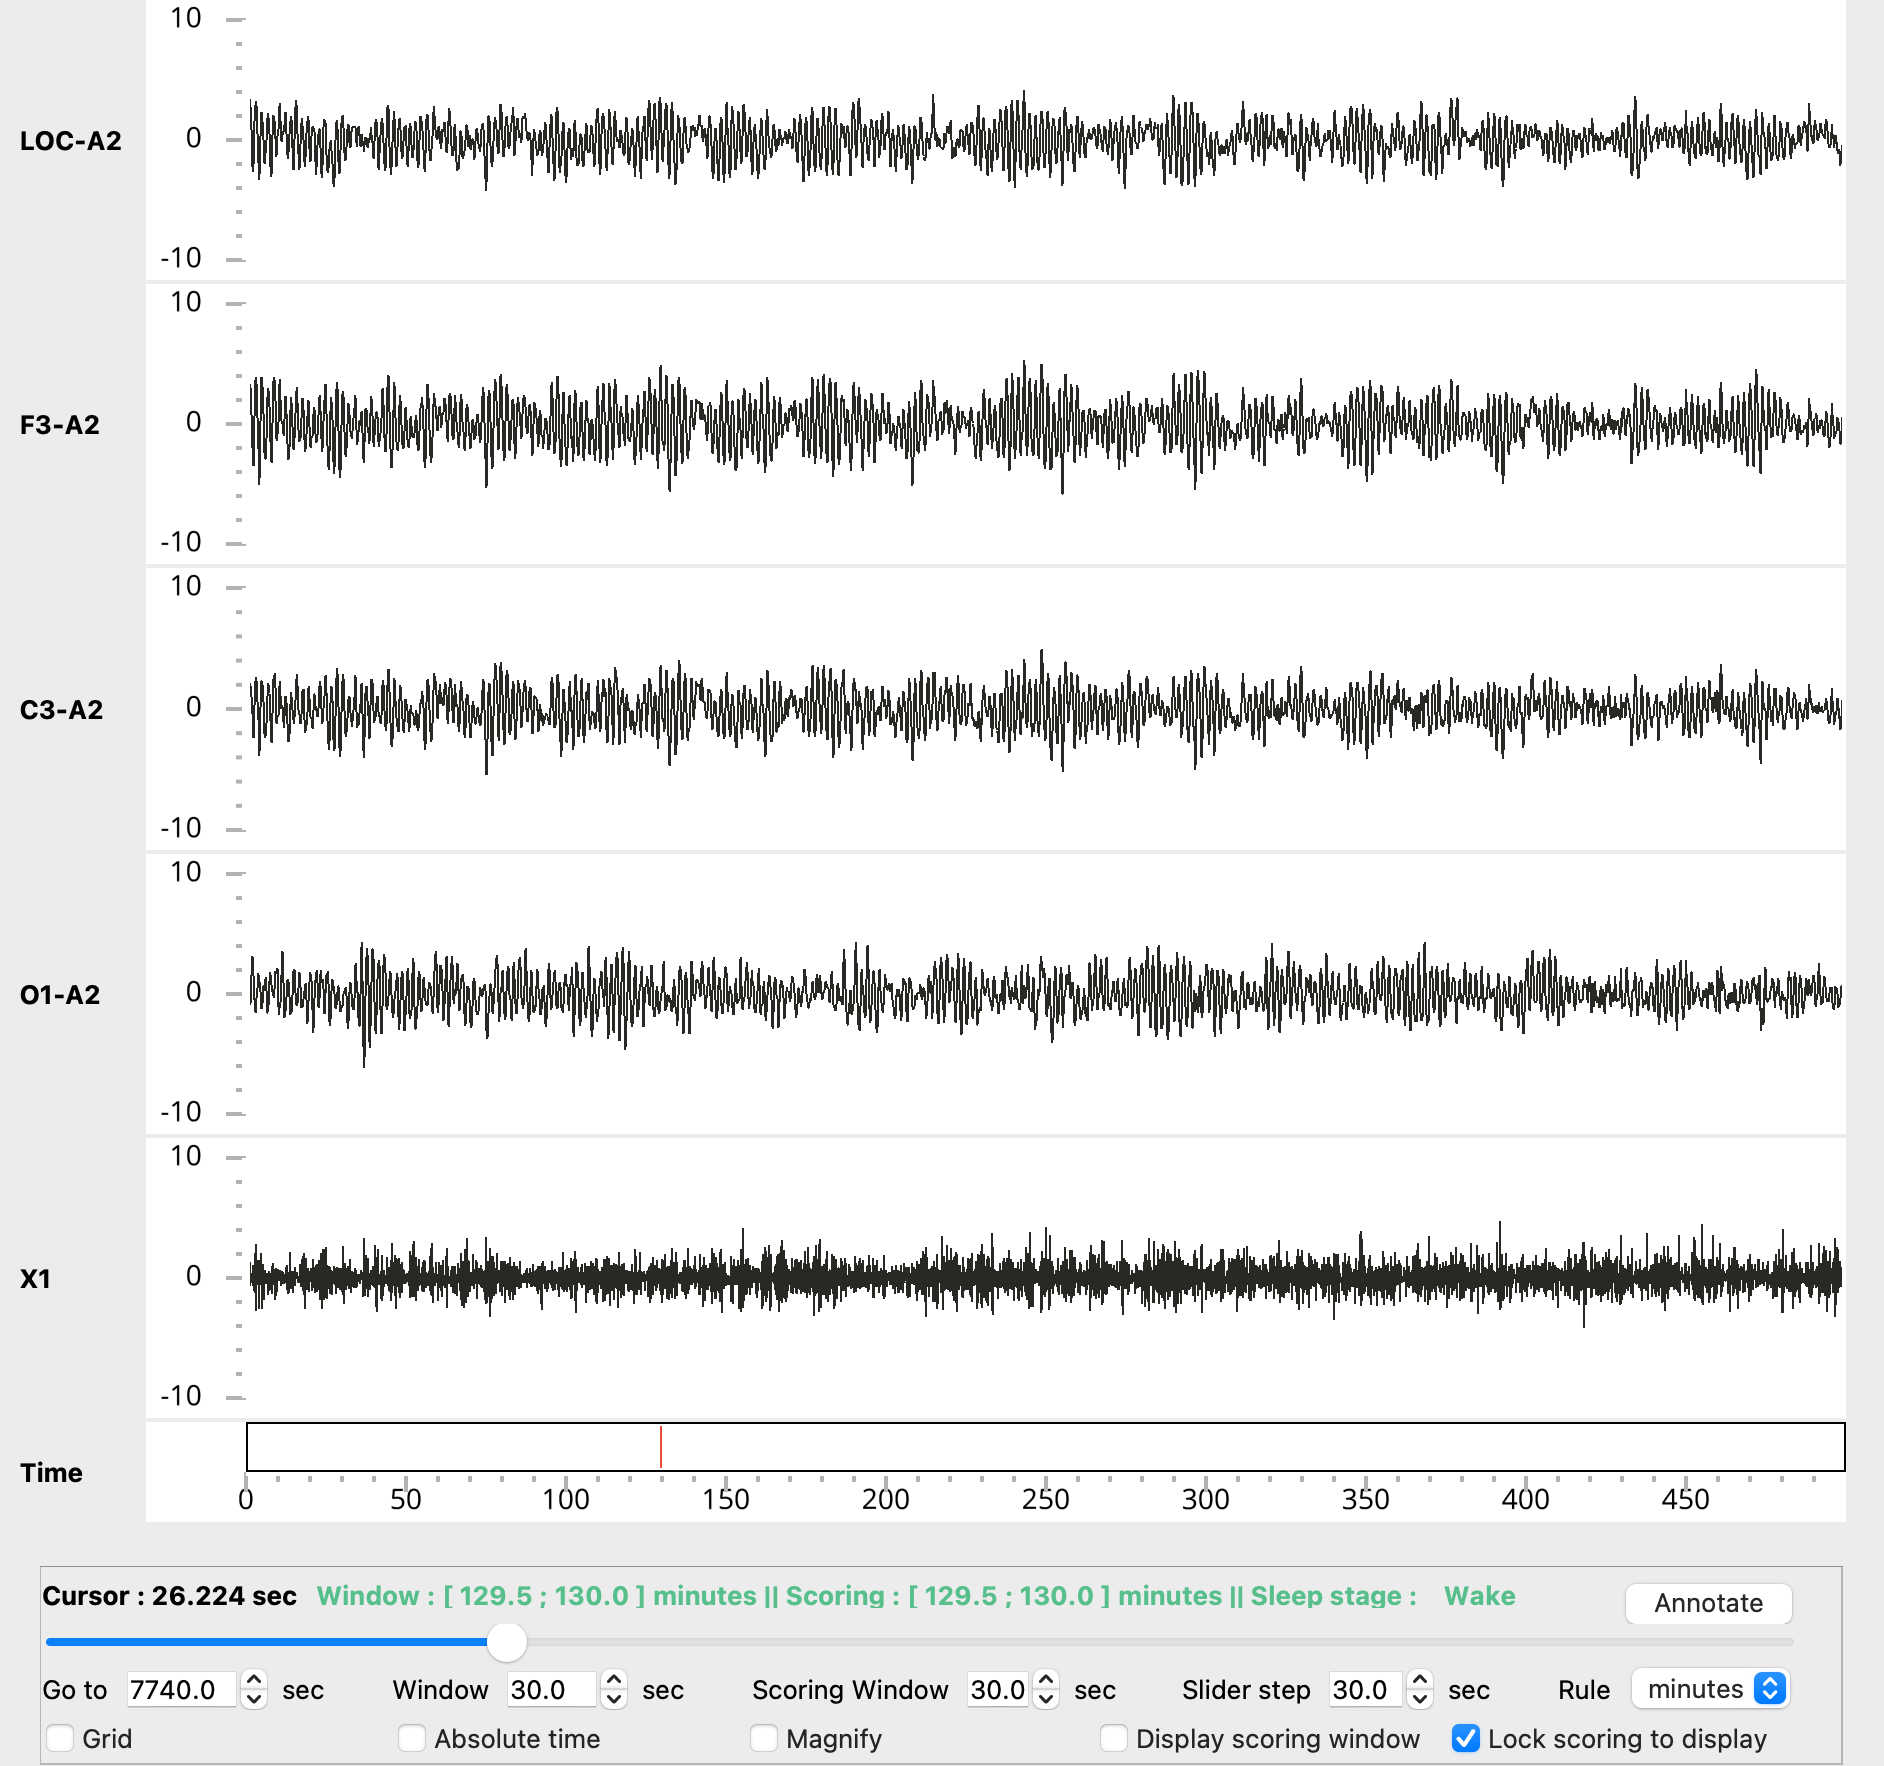 10
LOC-A2
0
-10
10
F3-A2
0
-10
10
C3-A2
0
-10
10
O1-A2
0
-10
10
X1
0
-10
Time
0 50 100 150 200 250 300 350 400 450
Cursor : 26.224 sec Window : [ 129.5 ; 130.0 ] minutes || Scoring : [ 129.5 ; 130.0 ] minutes || Sleep stage : Wake Annotate
Go to 7740.0 sec Window 30.0 sec Scoring Window 30.0 sec Slider step 30.0 sec Rule minutes
Grid Absolute time Magnify Display scoring window Lock scoring to display